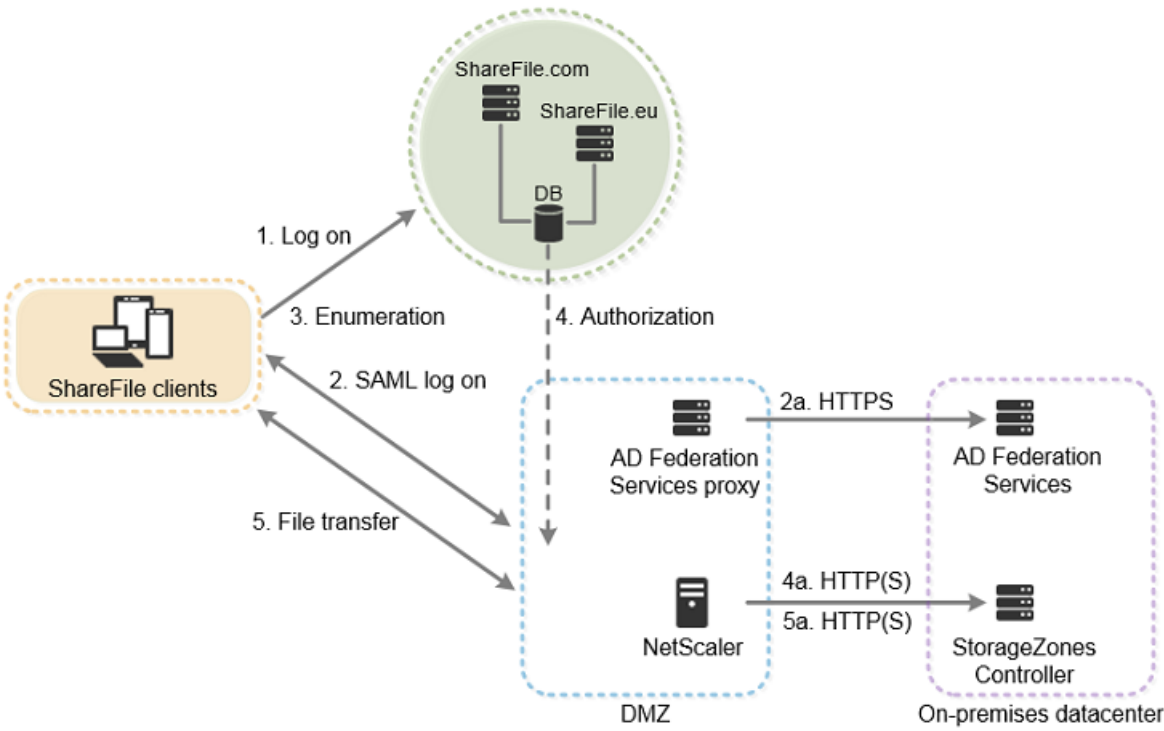 ShareFile.com
ShareFile.eu
DB
1. Log on
3. Enumeration
4. Authorization
ShareFile clients
2. SAML log on
5. File transfer
2a. HTTPS
AD Federation
Services proxy
AD Federation
Services
4a. HTTP(S)
5a. HTTP(S)
NetScaler
StorageZones
Controller
DMZ
On-premises datacenter